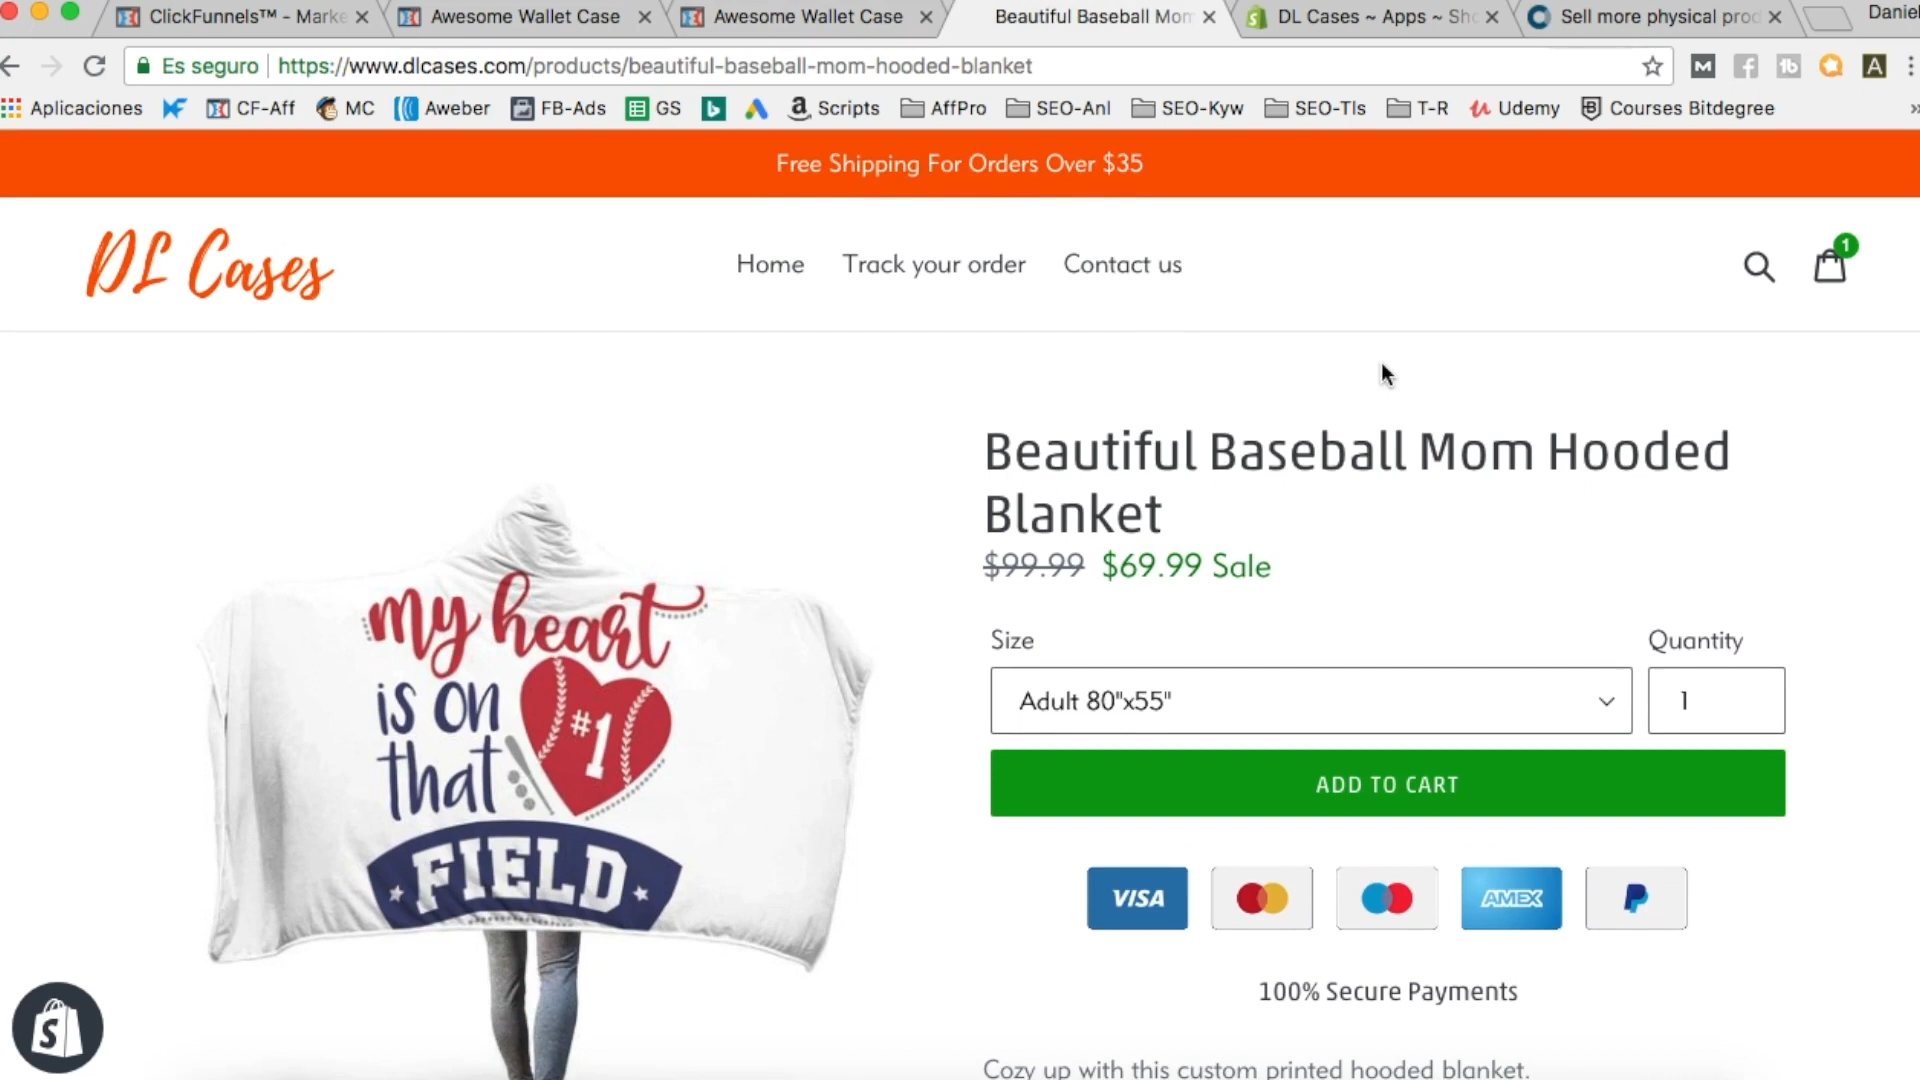 ClickFunnels™ - Marke
Awesome Wallet Case
Awesome Wallet Case
Beautiful Baseball Mom
DL Cases ~ Apps ~ Sho
Sell more physical prod
Daniel
Es seguro
https://www.dlcases.com/products/beautiful-baseball-mom-hooded-blanket
Aplicaciones
CF-Aff
MC
Aweber
FB-Ads
GS
Scripts
AffPro
SEO-Anl
SEO-Kyw
SEO-Tls
T-R
Udemy
Courses Bitdegree
Free Shipping For Orders Over $35
DL Cases
Home
Track your order
Contact us
1
Beautiful Baseball Mom Hooded
Blanket
$99.99 $69.99 Sale
Size
Quantity
Adult 80"x55"
1
ADD TO CART
VISA
AMEX
100% Secure Payments
Cozy up with this custom printed hooded blanket.
my heart
is on
that
#1
FIELD